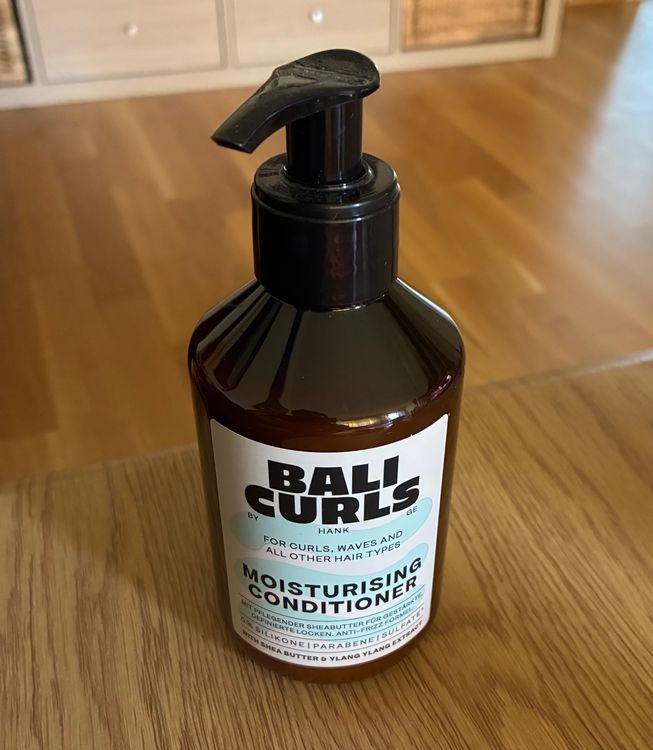 BALI
CURLS
BY HANK GE
FOR CURLS, WAVES AND
ALL OTHER HAIR TYPES
MOISTURISING
CONDITIONER
MIT PFLEGENDER SHEABUTTER FÜR GESTÄRKTE,
DEFINIERTE LOCKEN. ANTI-FRIZZ FORMEL.
0% SILIKONE | PARABENE | SULFATE*
WITH SHEA BUTTER & YLANG YLANG EXTRACT